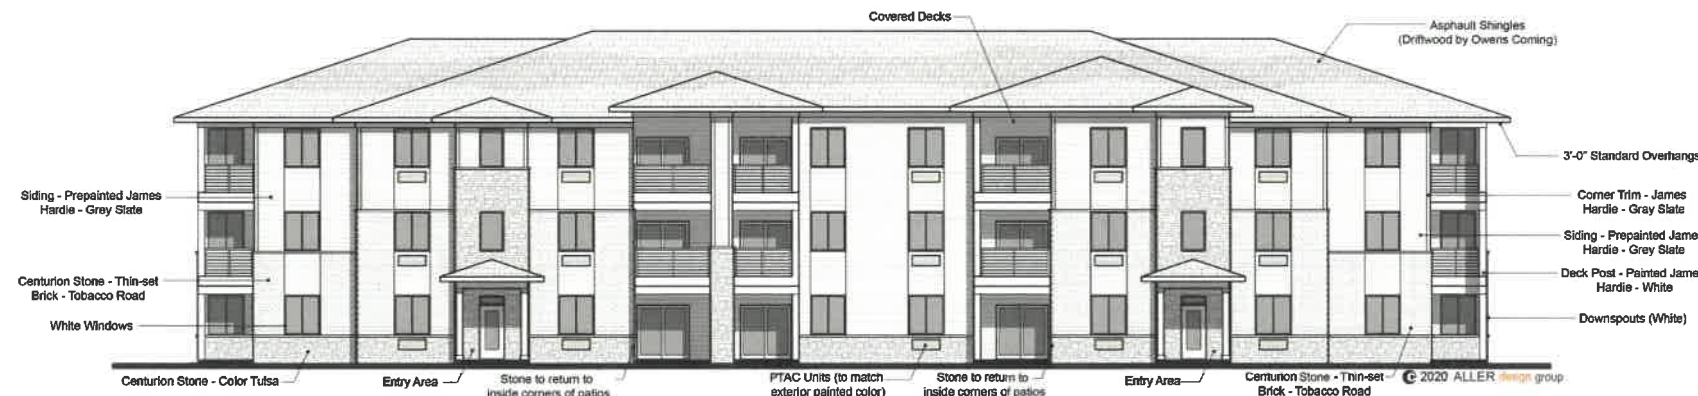 Covered Decks
Asphault Shingles
(Driftwood by Owens Corning)
3'-0" Standard Overhangs
Siding - Prepainted James
Hardie - Grey Slate
Corner Trim - James
Hardie - Gray Slate
Siding - Prepainted Jame
Hardie - Grey Slate
Centurion Stone - Thin-set
Brick - Tobacco Road
Deck Post - Painted Jame
Hardie - White
White Windows
Downspouts (White)
Centurion Stone - Color Tulsa
Entry Area
Stone to return to
inside corners of patios
PTAC Units (to match
exterior painted color)
Stone to return to
inside corners of patios
Entry Area
Centurion Stone - Thin-set
Brick - Tobacco Road
© 2020 ALLER design group